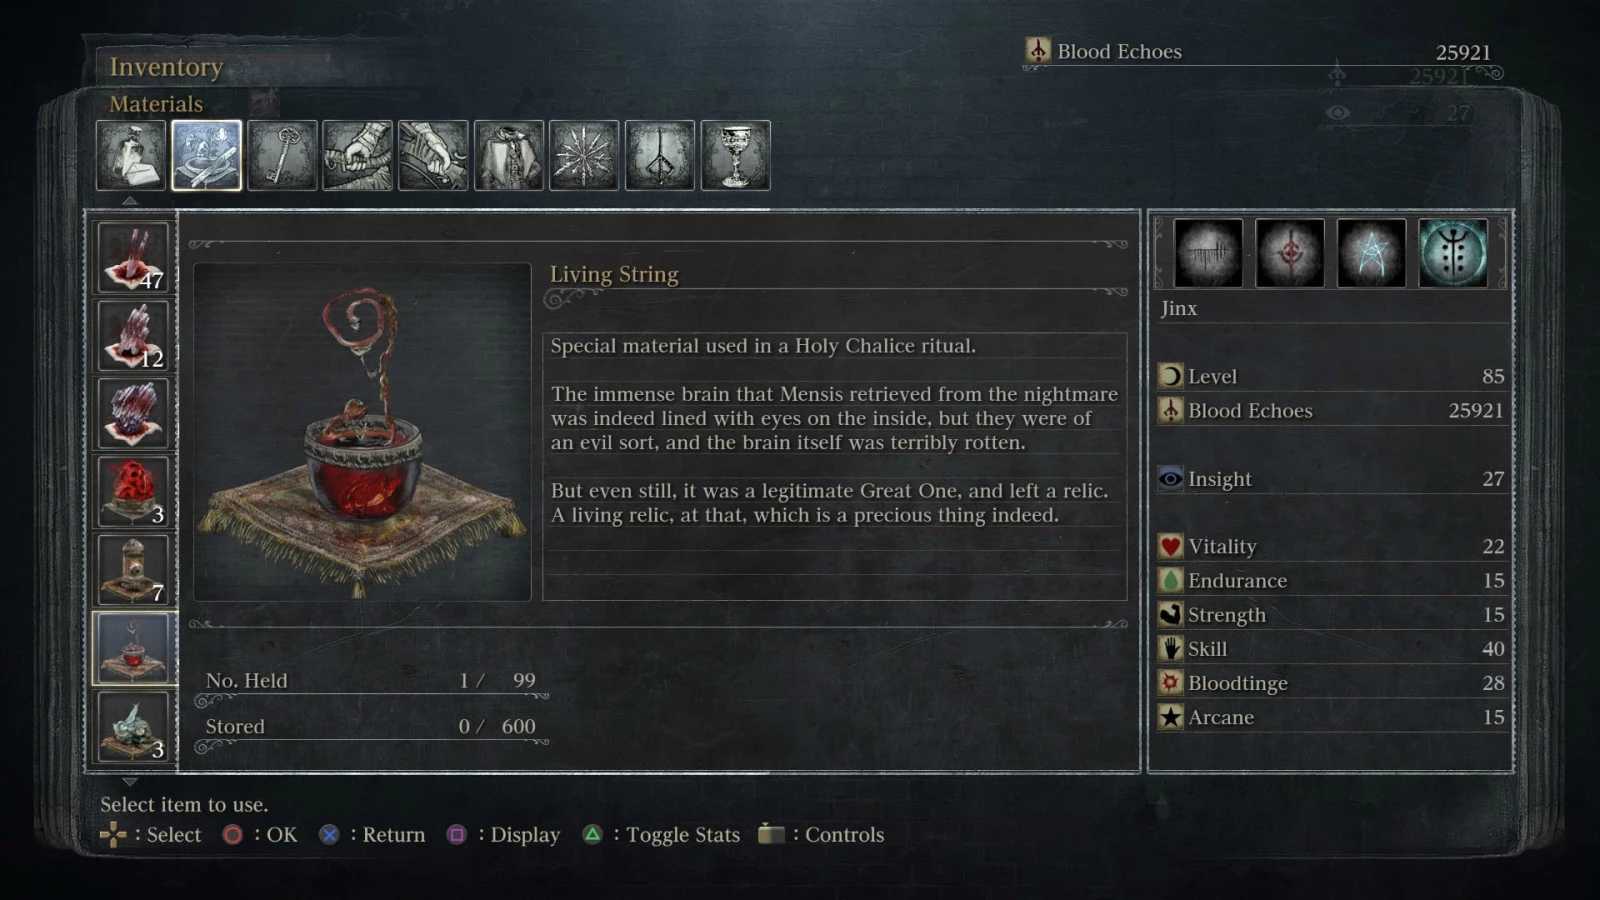 Inventory
Blood Echoes 25921
25921
Materials
27
47
12
3
7
3
Living String
Special material used in a Holy Chalice ritual.
The immense brain that Mensis retrieved from the nightmare
was indeed lined with eyes on the inside, but they were of
an evil sort, and the brain itself was terribly rotten.
But even still, it was a legitimate Great One, and left a relic.
A living relic, at that, which is a precious thing indeed.
No. Held 1 / 99
Stored 0 / 600
Jinx
Level 85
Blood Echoes 25921
Insight 27
Vitality 22
Endurance 15
Strength 15
Skill 40
Bloodtinge 28
Arcane 15
Select item to use.
: Select : OK : Return : Display : Toggle Stats : Controls